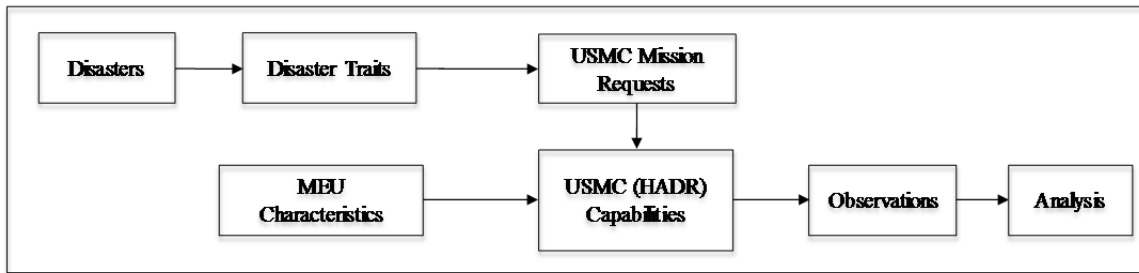 Disasters
Disaster Traits
USMC Mission
Requests
MEU
Characteristics
USMC (HADR)
Capabilities
Observations
Analysis